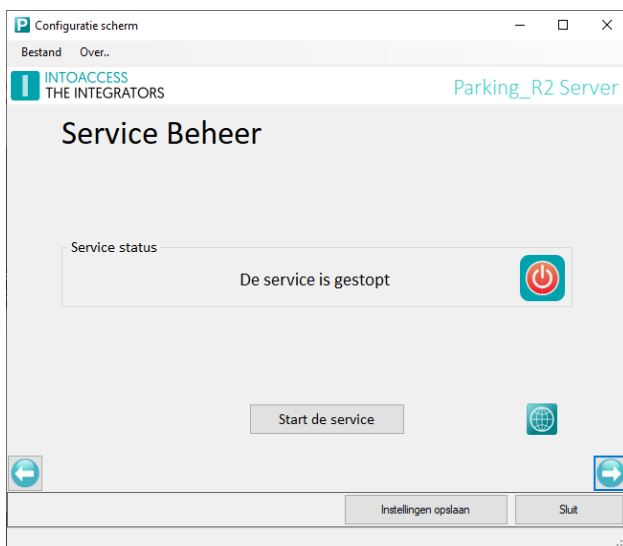 Configuratie scherm
Bestand Over..
INTOACCESS
THE INTEGRATORS
Parking_R2 Server
Service Beheer
Service status
De service is gestopt
Start de service
Instellingen opslaan
Sluit